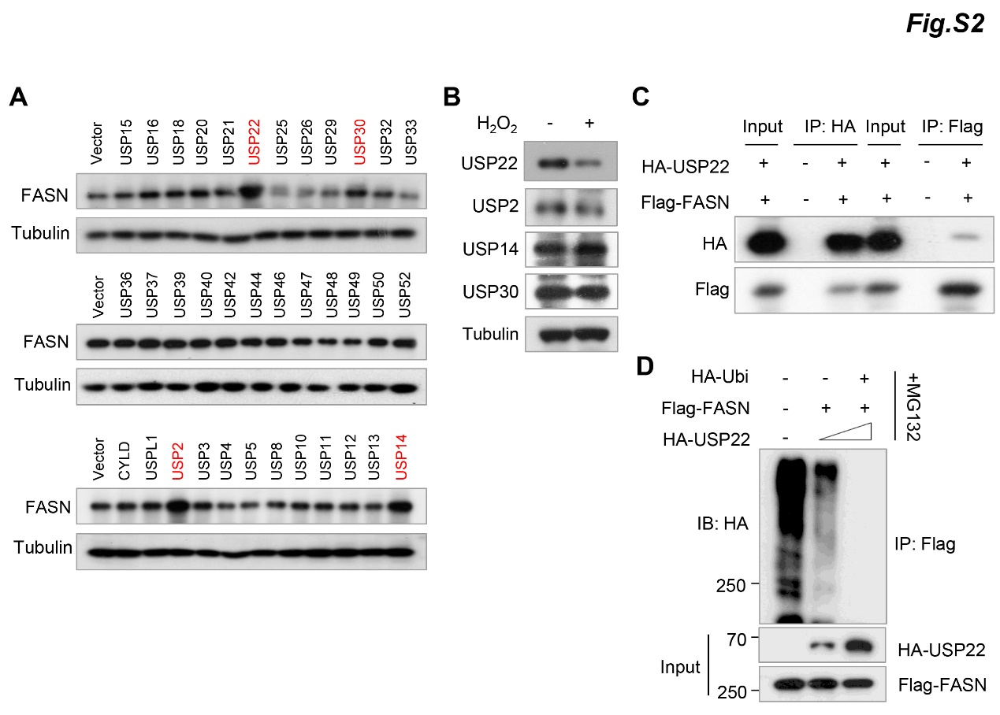 Fig.S2
A
Vector USP15 USP16 USP18 USP20 USP21 USP22 USP25 USP26 USP29 USP30 USP32 USP33
FASN
Tubulin
Vector USP36 USP37 USP39 USP40 USP42 USP44 USP46 USP47 USP48 USP49 USP50 USP52
FASN
Tubulin
Vector CYLD USPL1 USP2 USP3 USP4 USP5 USP8 USP10 USP11 USP12 USP13 USP14
FASN
Tubulin
B
H₂O₂ - +
USP22
USP2
USP14
USP30
Tubulin
C
Input IP: HA Input IP: Flag
HA-USP22 + - + + - +
Flag-FASN + - + + - +
HA
Flag
D
HA-Ubi - - +
Flag-FASN - + +
HA-USP22 -
+MG132
IB: HA
250
IP: Flag
70
HA-USP22
Input
250
Flag-FASN